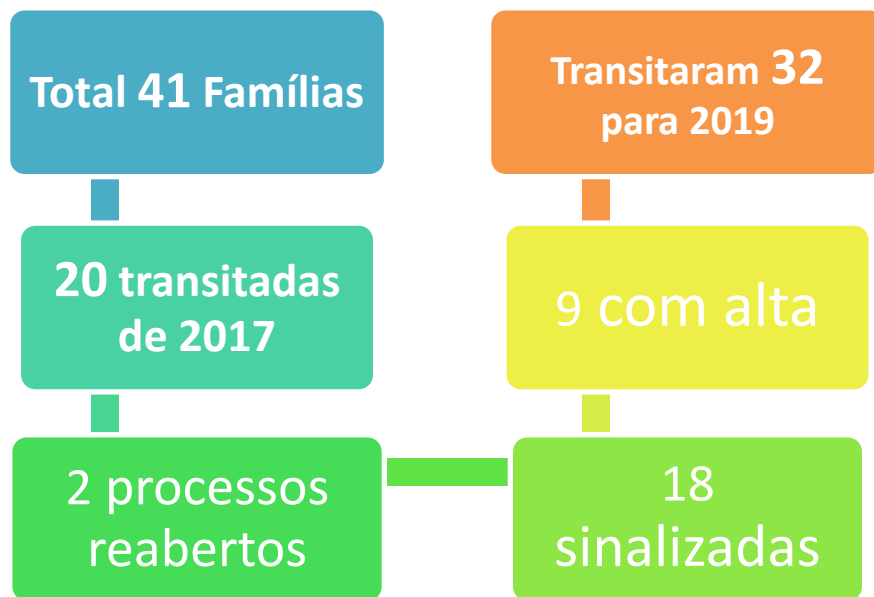 Total 41 Famílias
20 transitadas
de 2017
2 processos
reabertos
18
sinalizadas
9 com alta
Transitaram 32
para 2019